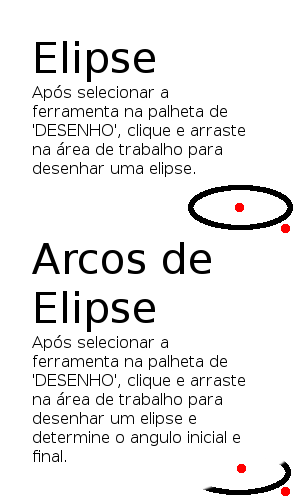 Elipse
Após selecionar a
ferramenta na palheta de
'DESENHO', clique e arraste
na área de trabalho para
desenhar uma elipse.
Arcos de
Elipse
Após selecionar a
ferramenta na palheta de
'DESENHO', clique e arraste
na área de trabalho para
desenhar um elipse e
determine o angulo inicial e
final.